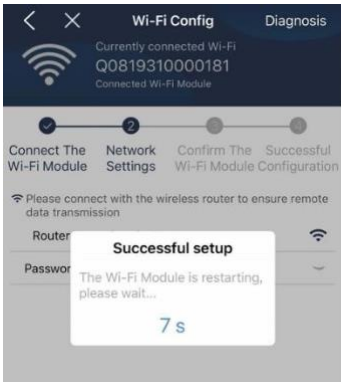 Wi-Fi Config
Diagnosis
Currently connected Wi-Fi
Q0819310000181
Connected Wi-Fi Module
2
Connect The
Wi-Fi Module
Network
Settings
Confirm The
Wi-Fi Module
Successful
Configuration
Please connect with the wireless router to ensure remote
data transmission
Router
Passwor
Successful setup
The Wi-Fi Module is restarting,
please wait...
7 s